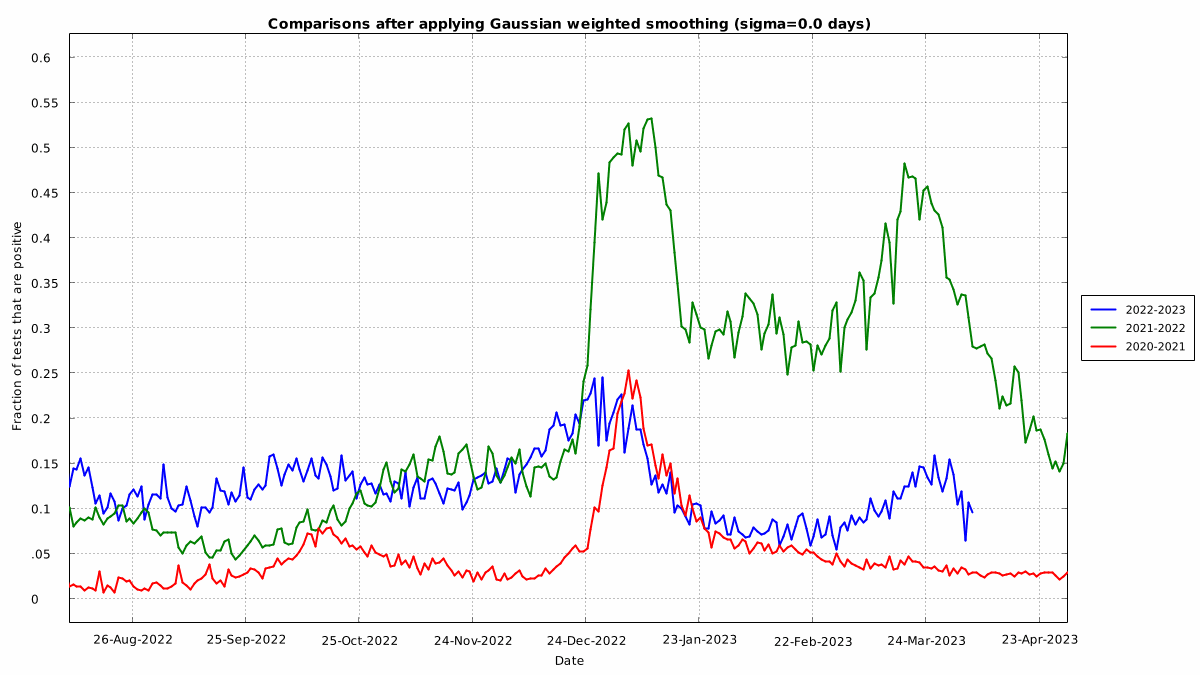 Comparisons after applying Gaussian weighted smoothing (sigma=0.0 days)
0.6
0.55
0.5
0.45
0.4
0.35
0.3
0.25
0.2
0.15
0.1
.05
0
Fraction of tests that are positive
26-Aug-2022
25-Sep-2022
25-Oct-2022
24-Nov-2022
24-Dec-2022
23-Jan-2023
22-Feb-2023
24-Mar-2023
23-Apr-2023
Date
2022-2023
2021-2022
2020-2021